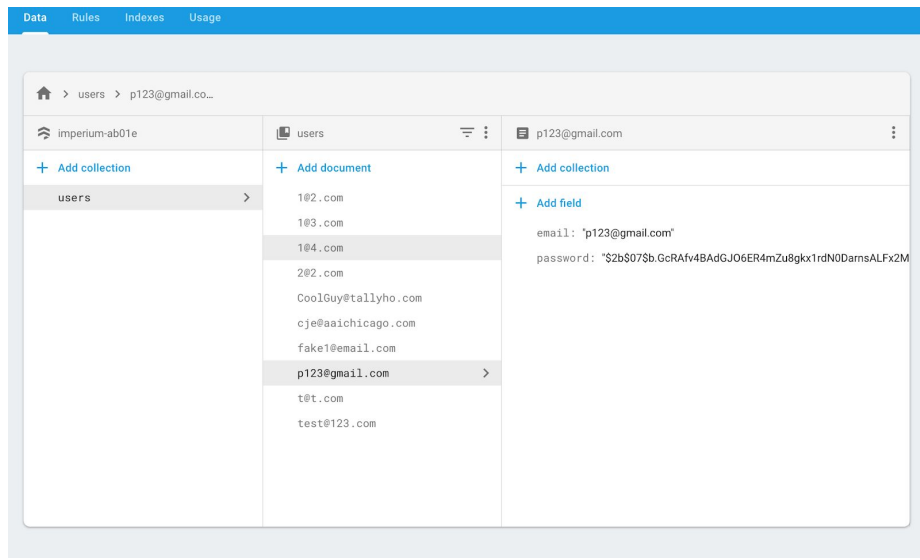 Data Rules Indexes Usage
users p123@gmail.co...
imperium-ab01e
Add collection
users
users
Add document
1@2.com
1@3.com
1@4.com
2@2.com
CoolGuy@tallyho.com
cje@aaichicago.com
fake1@email.com
p123@gmail.com
t@t.com
test@123.com
p123@gmail.com
Add collection
Add field
email: "p123@gmail.com"
password: "$2b$07$b.GcRAfv4BAdGJO6ER4mZu8gkx1rdN0DarnsALFx2M